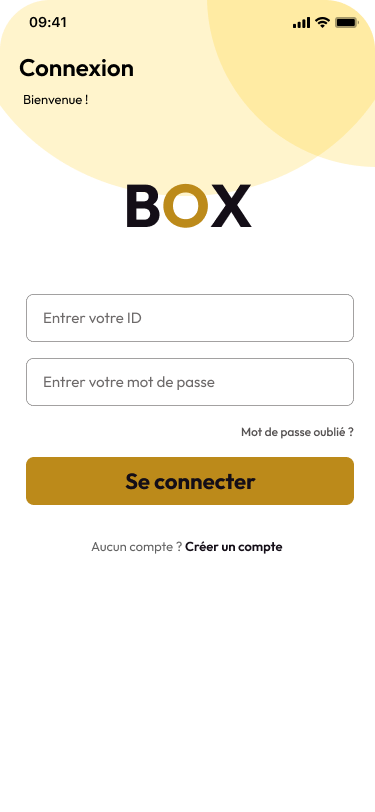 09:41
Connexion
Bienvenue !
BOX
Entrer votre ID
Entrer votre mot de passe
Mot de passe oublié ?
Se connecter
Aucun compte ? Créer un compte